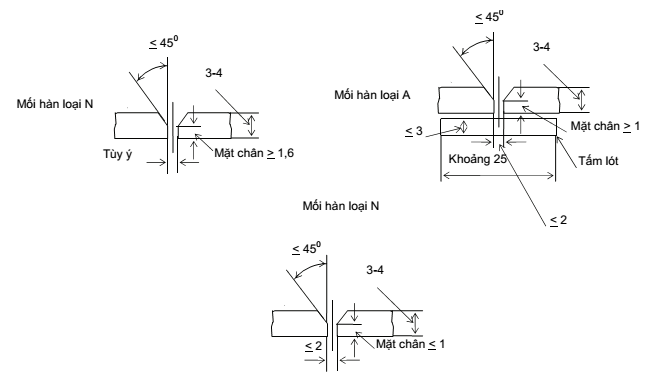 ≤ 45⁰
3-4
Mối hàn loại N
Tùy ý
Mặt chân ≥ 1,6
≤ 45⁰
3-4
Mối hàn loại A
≤ 3
Mặt chân ≥ 1
Khoảng 25
Tấm lót
≤ 2
Mối hàn loại N
≤ 45⁰
3-4
≤ 2
Mặt chân ≤ 1